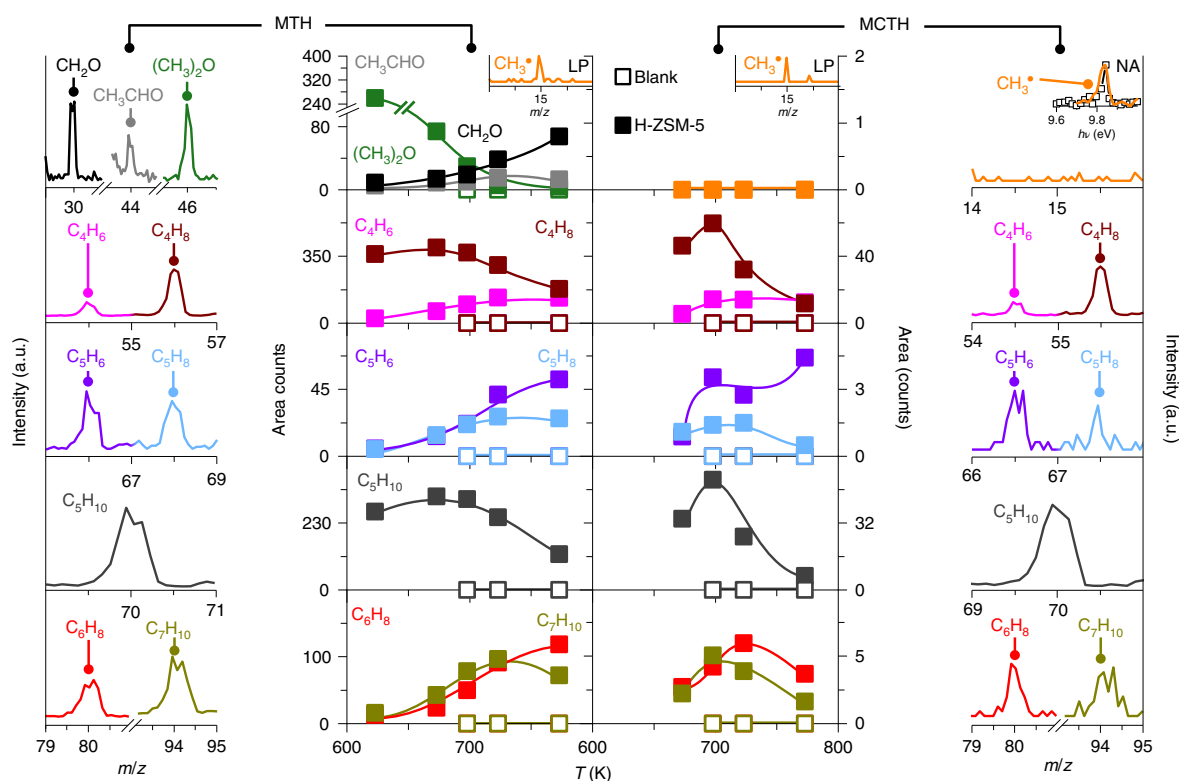 MTH
MCTH
CH2O
CH3CHO
(CH3)2O
30
44
46
C4H6
C4H8
55
57
C5H6
C5H8
67
69
C5H10
70
71
C6H8
C7H10
79
80
94
95
m/z
Intensity (a.u.)
Area counts
400
320
240
80
0
CH3CHO
CH2O
(CH3)2O
CH3•
LP
15
m/z
350
0
C4H6
C4H8
45
0
C5H6
C5H8
230
0
C5H10
100
0
C6H8
C7H10
600
700
600
700
800
T (K)
CH3•
LP
15
m/z
Blank
H-ZSM-5
2
1
0
40
0
3
0
32
0
5
0
Area (counts)
CH3•
NA
9.6
9.8
hν (eV)
14
15
C4H6
C4H8
54
55
C5H6
C5H8
66
67
C5H10
69
70
C6H8
C7H10
79
80
94
95
m/z
Intensity (a.u.)